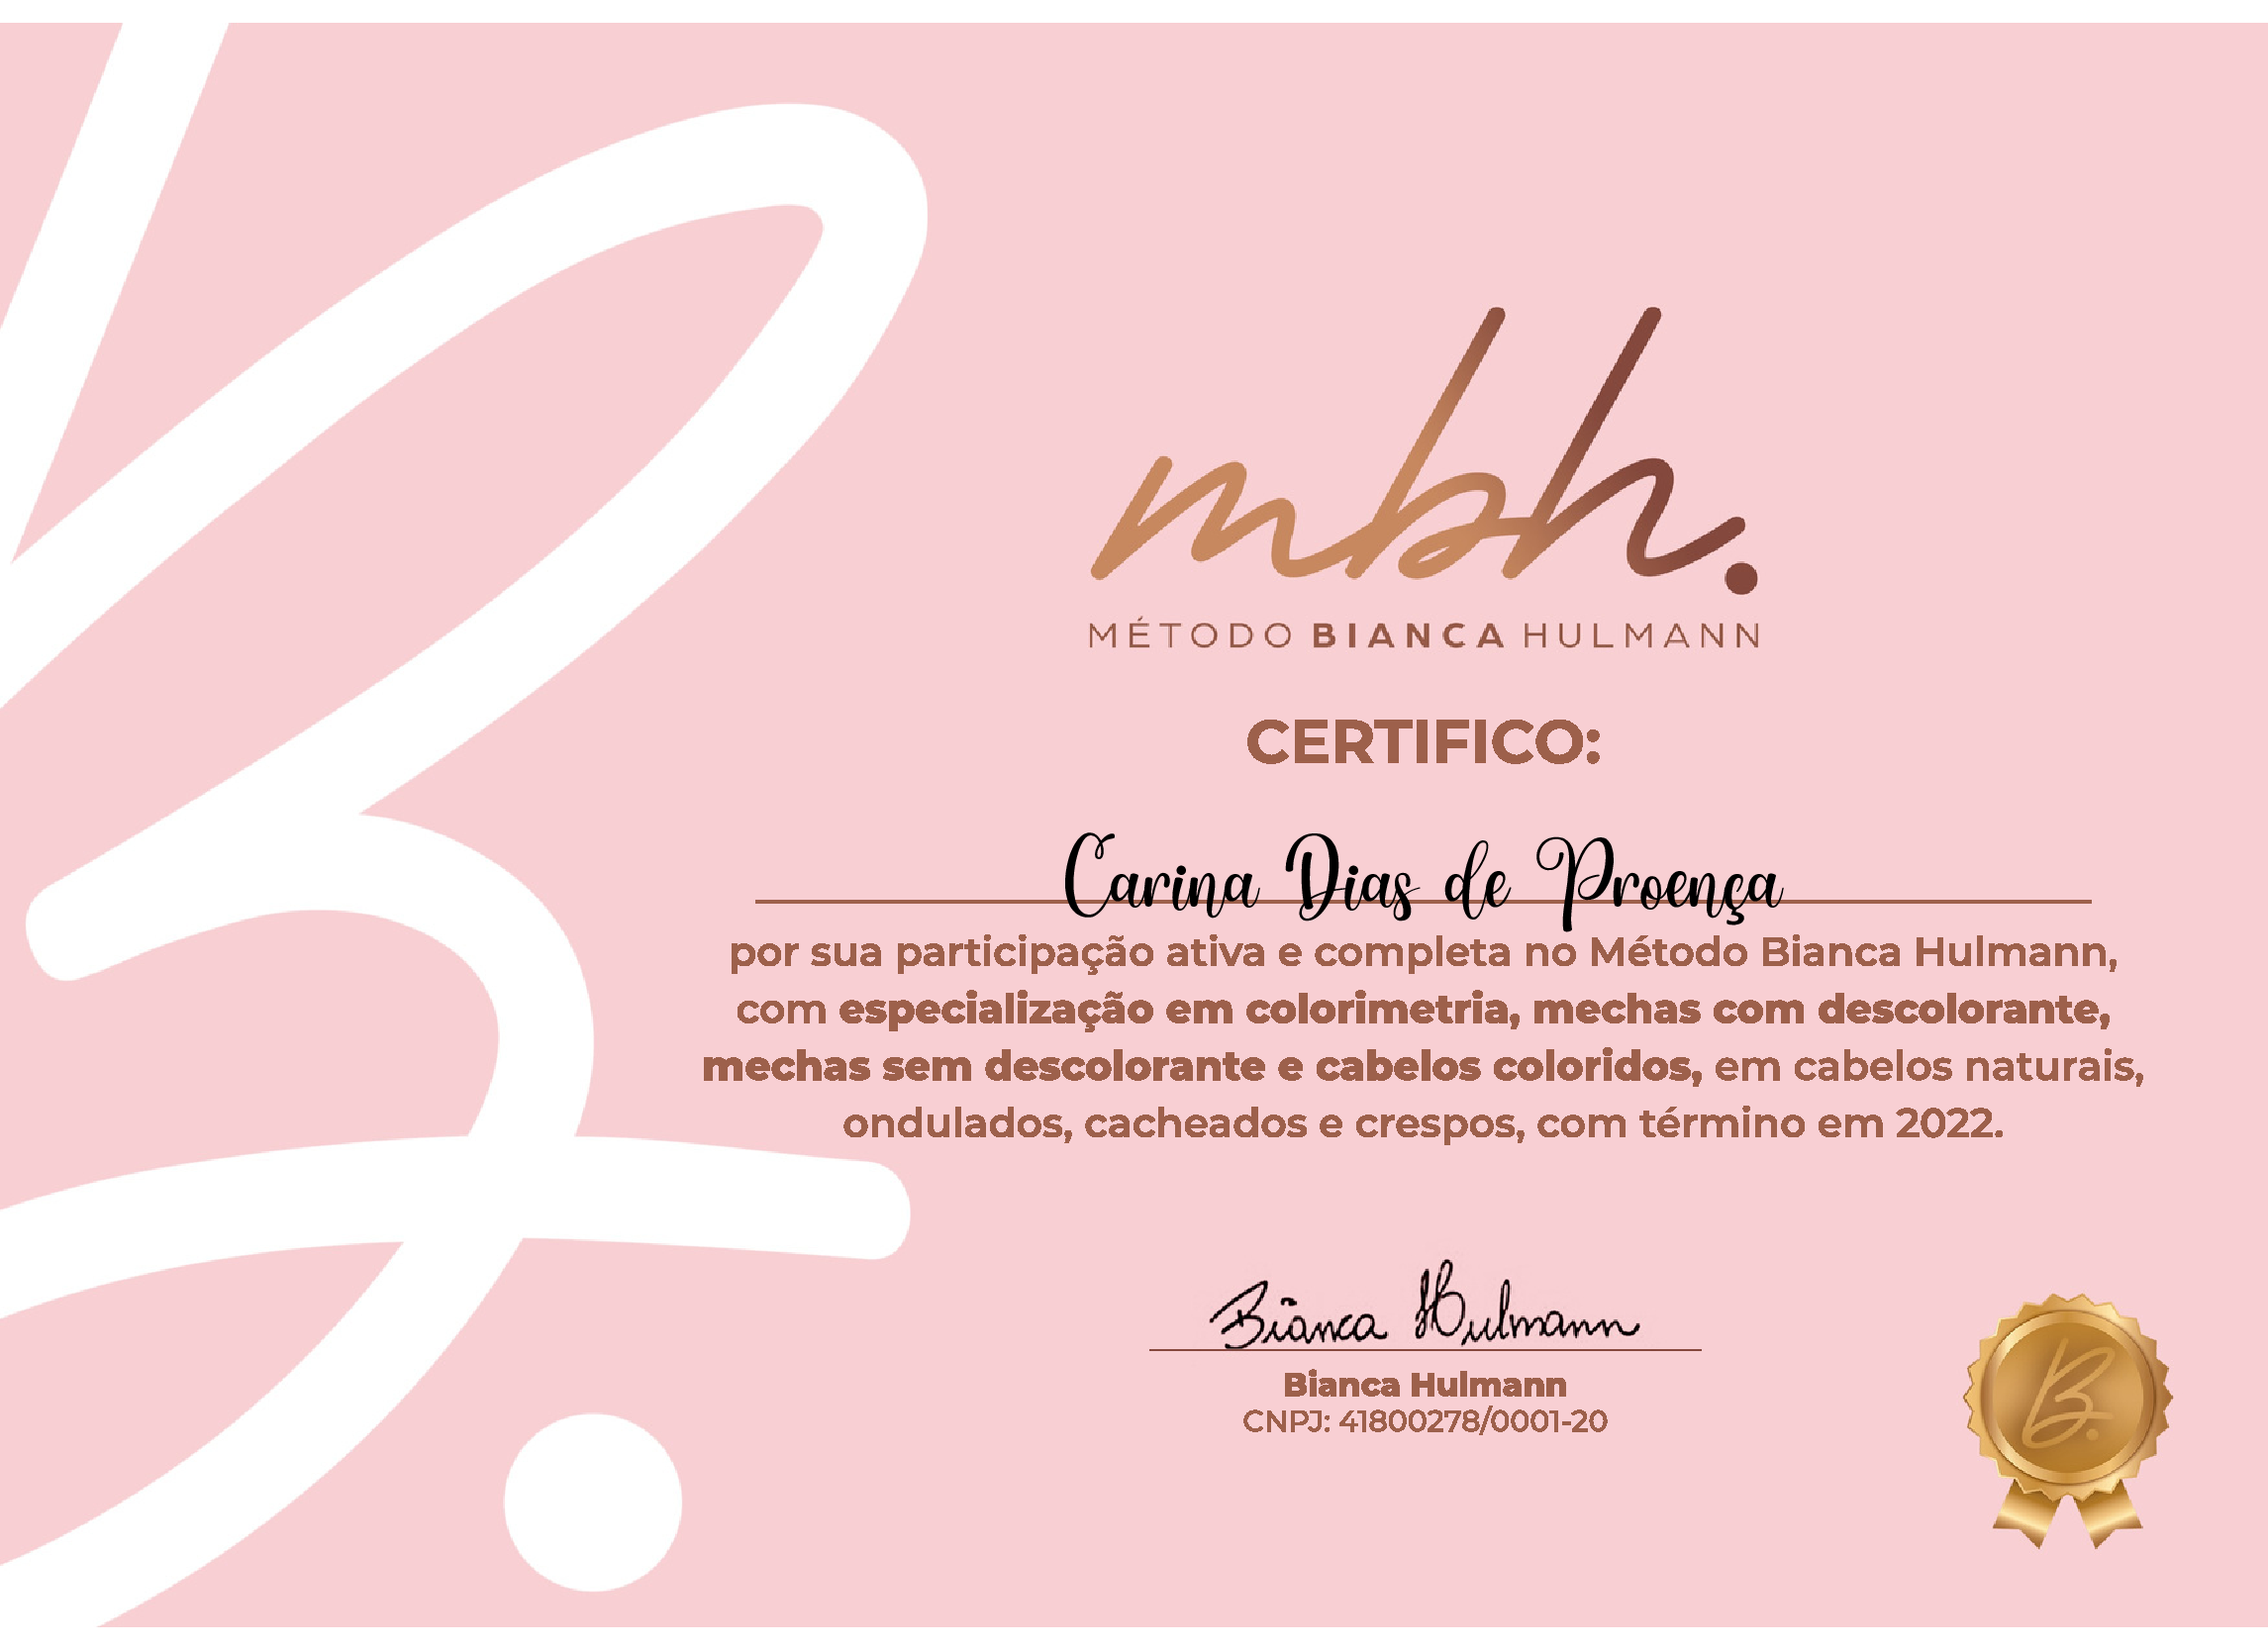 mbh.
MÉTODO BIANCA HULMANN
CERTIFICO:
Carina Dias de Proença
por sua participação ativa e completa no Método Bianca Hulmann,
com especialização em colorimetria, mechas com descolorante,
mechas sem descolorante e cabelos coloridos, em cabelos naturais,
ondulados, cacheados e crespos, com término em 2022.
Bianca Hulmann
Bianca Hulmann
CNPJ: 41800278/0001-20
B.